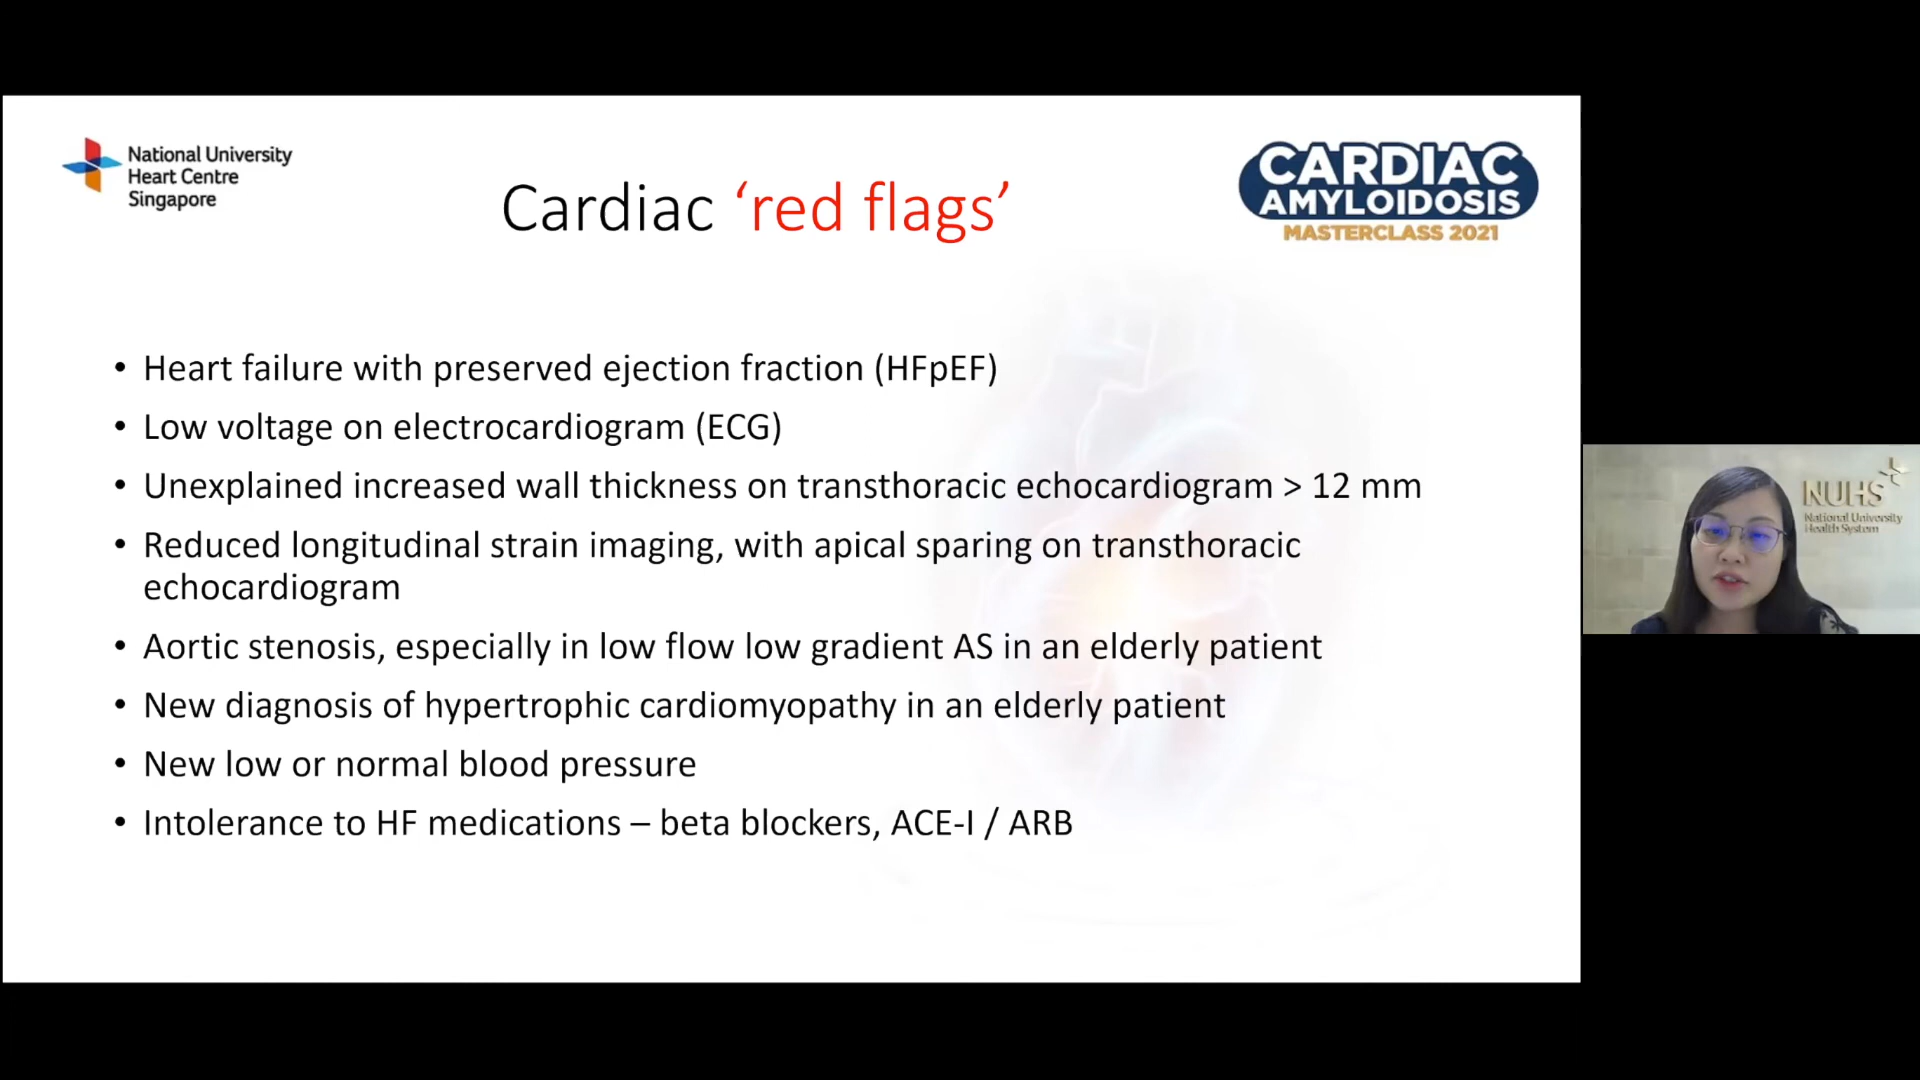 National University
Heart Centre
Singapore
CARDIAC
AMYLOIDOSIS
MASTERCLASS 2021
Cardiac ‘red flags’
• Heart failure with preserved ejection fraction (HFpEF)
• Low voltage on electrocardiogram (ECG)
• Unexplained increased wall thickness on transthoracic echocardiogram > 12 mm
• Reduced longitudinal strain imaging, with apical sparing on transthoracic
echocardiogram
• Aortic stenosis, especially in low flow low gradient AS in an elderly patient
• New diagnosis of hypertrophic cardiomyopathy in an elderly patient
• New low or normal blood pressure
• Intolerance to HF medications – beta blockers, ACE-I / ARB
NUHS
National University
Health System